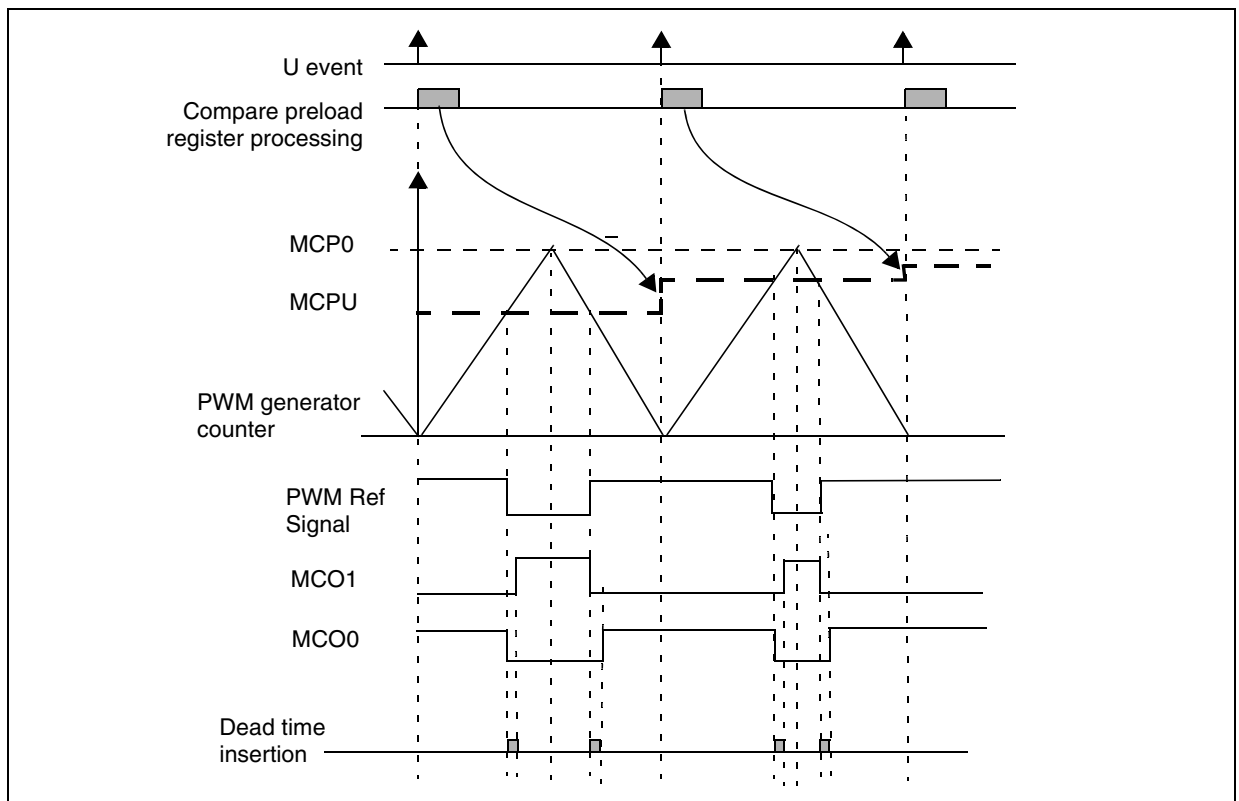 U event
Compare preload
register processing
MCP0
MCPU
PWM generator
counter
PWM Ref
Signal
MCO1
MCO0
Dead time
insertion